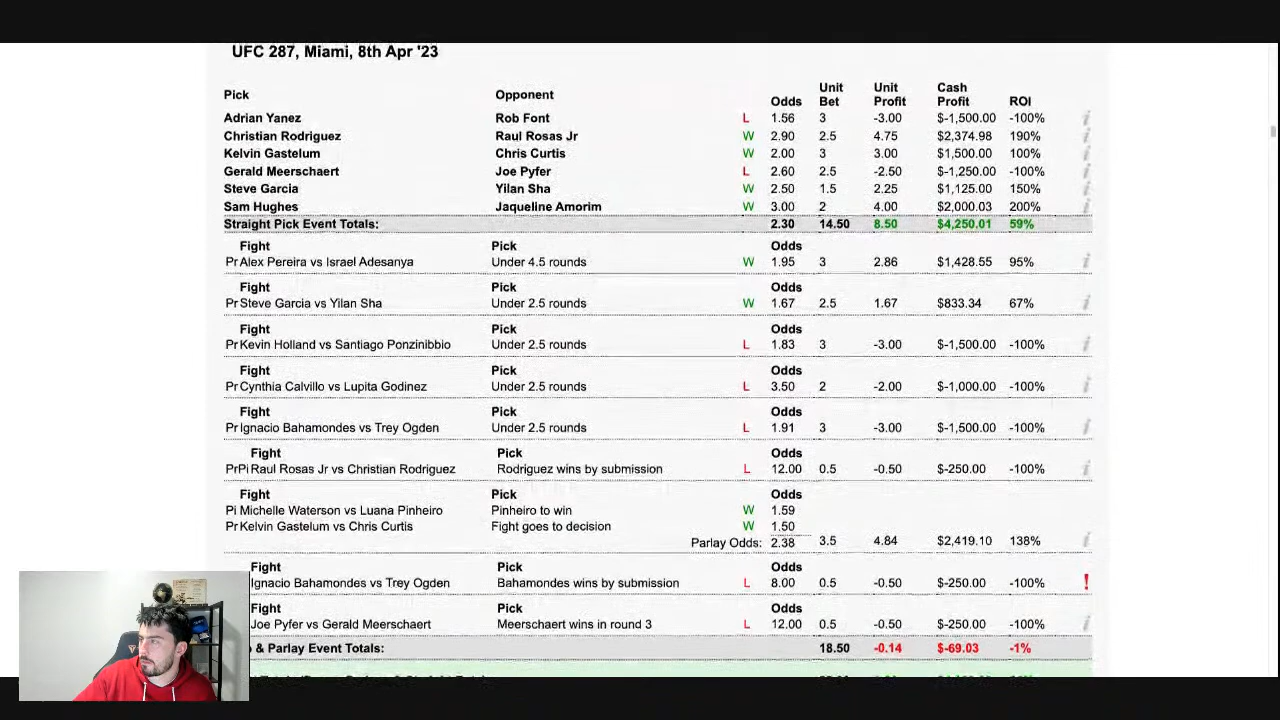 UFC 287, Miami, 8th Apr '23
Pick Opponent Odds Unit Bet Unit Profit Cash Profit ROI
Adrian Yanez Rob Font L 1.56 3 -3.00 $-1,500.00 -100%
Christian Rodriguez Raul Rosas Jr W 2.90 2.5 4.75 $2,374.98 190%
Kelvin Gastelum Chris Curtis W 2.00 3 3.00 $1,500.00 100%
Gerald Meerschaert Joe Pyfer L 2.60 2.5 -2.50 $-1,250.00 -100%
Steve Garcia Yilan Sha W 2.50 1.5 2.25 $1,125.00 150%
Sam Hughes Jaqueline Amorim W 3.00 2 4.00 $2,000.03 200%
Straight Pick Event Totals: 2.30 14.50 8.50 $4,250.01 59%
Fight Pick Odds
Pr Alex Pereira vs Israel Adesanya Under 4.5 rounds W 1.95 3 2.86 $1,428.55 95%
Fight Pick Odds
Pr Steve Garcia vs Yilan Sha Under 2.5 rounds W 1.67 2.5 1.67 $833.34 67%
Fight Pick Odds
Pr Kevin Holland vs Santiago Ponzinibbio Under 2.5 rounds L 1.83 3 -3.00 $-1,500.00 -100%
Fight Pick Odds
Pr Cynthia Calvillo vs Lupita Godinez Under 2.5 rounds L 3.50 2 -2.00 $-1,000.00 -100%
Fight Pick Odds
Pr Ignacio Bahamondes vs Trey Ogden Under 2.5 rounds L 1.91 3 -3.00 $-1,500.00 -100%
Fight Pick Odds
PrPi Raul Rosas Jr vs Christian Rodriguez Rodriguez wins by submission L 12.00 0.5 -0.50 $-250.00 -100%
Fight Pick Odds
Pi Michelle Waterson vs Luana Pinheiro Pinheiro to win W 1.59
Pr Kelvin Gastelum vs Chris Curtis Fight goes to decision W 1.50
Parlay Odds: 2.38 3.5 4.84 $2,419.10 138%
Fight Pick Odds
Ignacio Bahamondes vs Trey Ogden Bahamondes wins by submission L 8.00 0.5 -0.50 $-250.00 -100% !
Fight Pick Odds
Joe Pyfer vs Gerald Meerschaert Meerschaert wins in round 3 L 12.00 0.5 -0.50 $-250.00 -100%
& Parlay Event Totals: 18.50 -0.14 $-69.03 -1%